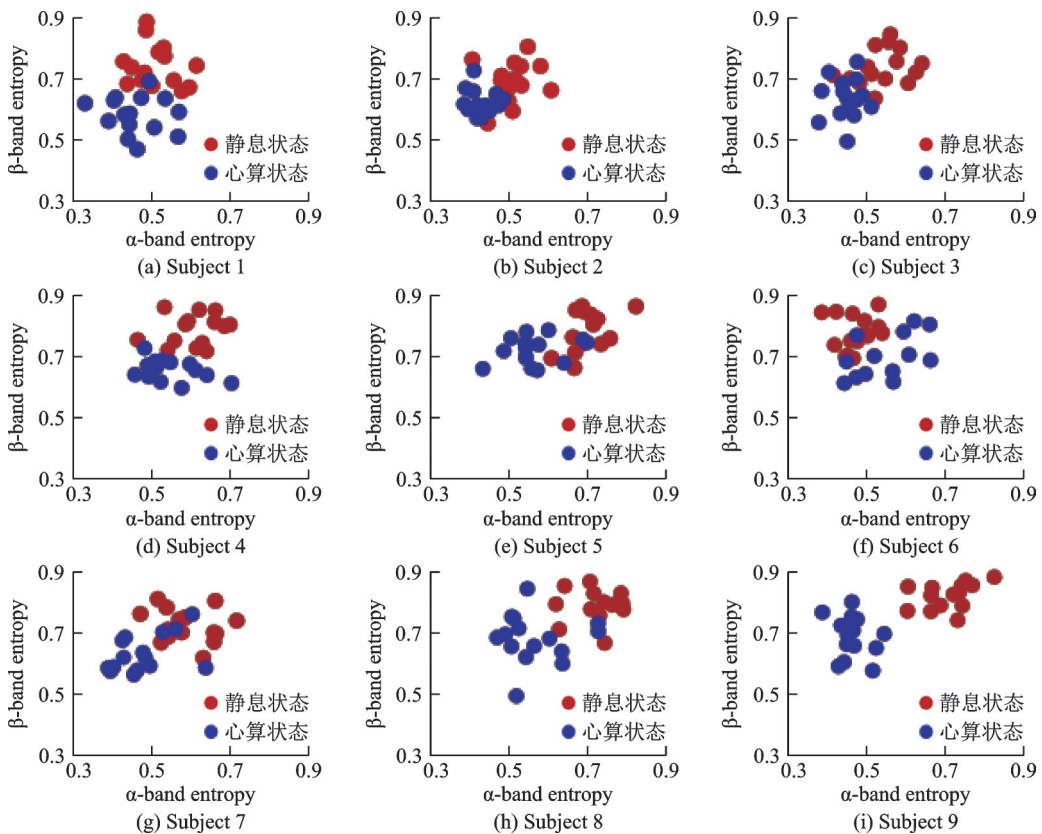 0.9 0.9 0.9
β-band entropy β-band entropy β-band entropy
0.7 0.7 0.7
0.5 0.5 0.5
静息状态 静息状态 静息状态
心算状态 心算状态 心算状态
0.3 0.3 0.3
0.3 0.5 0.7 0.9 0.3 0.5 0.7 0.9 0.3 0.5 0.7 0.9
α-band entropy α-band entropy α-band entropy
(a) Subject 1 (b) Subject 2 (c) Subject 3
0.9 0.9 0.9
β-band entropy β-band entropy β-band entropy
0.7 0.7 0.7
0.5 0.5 0.5
静息状态 静息状态 静息状态
心算状态 心算状态 心算状态
0.3 0.3 0.3
0.3 0.5 0.7 0.9 0.3 0.5 0.7 0.9 0.3 0.5 0.7 0.9
α-band entropy α-band entropy α-band entropy
(d) Subject 4 (e) Subject 5 (f) Subject 6
0.9 0.9 0.9
β-band entropy β-band entropy β-band entropy
0.7 0.7 0.7
0.5 0.5 0.5
静息状态 静息状态 静息状态
心算状态 心算状态 心算状态
0.3 0.3 0.3
0.3 0.5 0.7 0.9 0.3 0.5 0.7 0.9 0.3 0.5 0.7 0.9
α-band entropy α-band entropy α-band entropy
(g) Subject 7 (h) Subject 8 (i) Subject 9